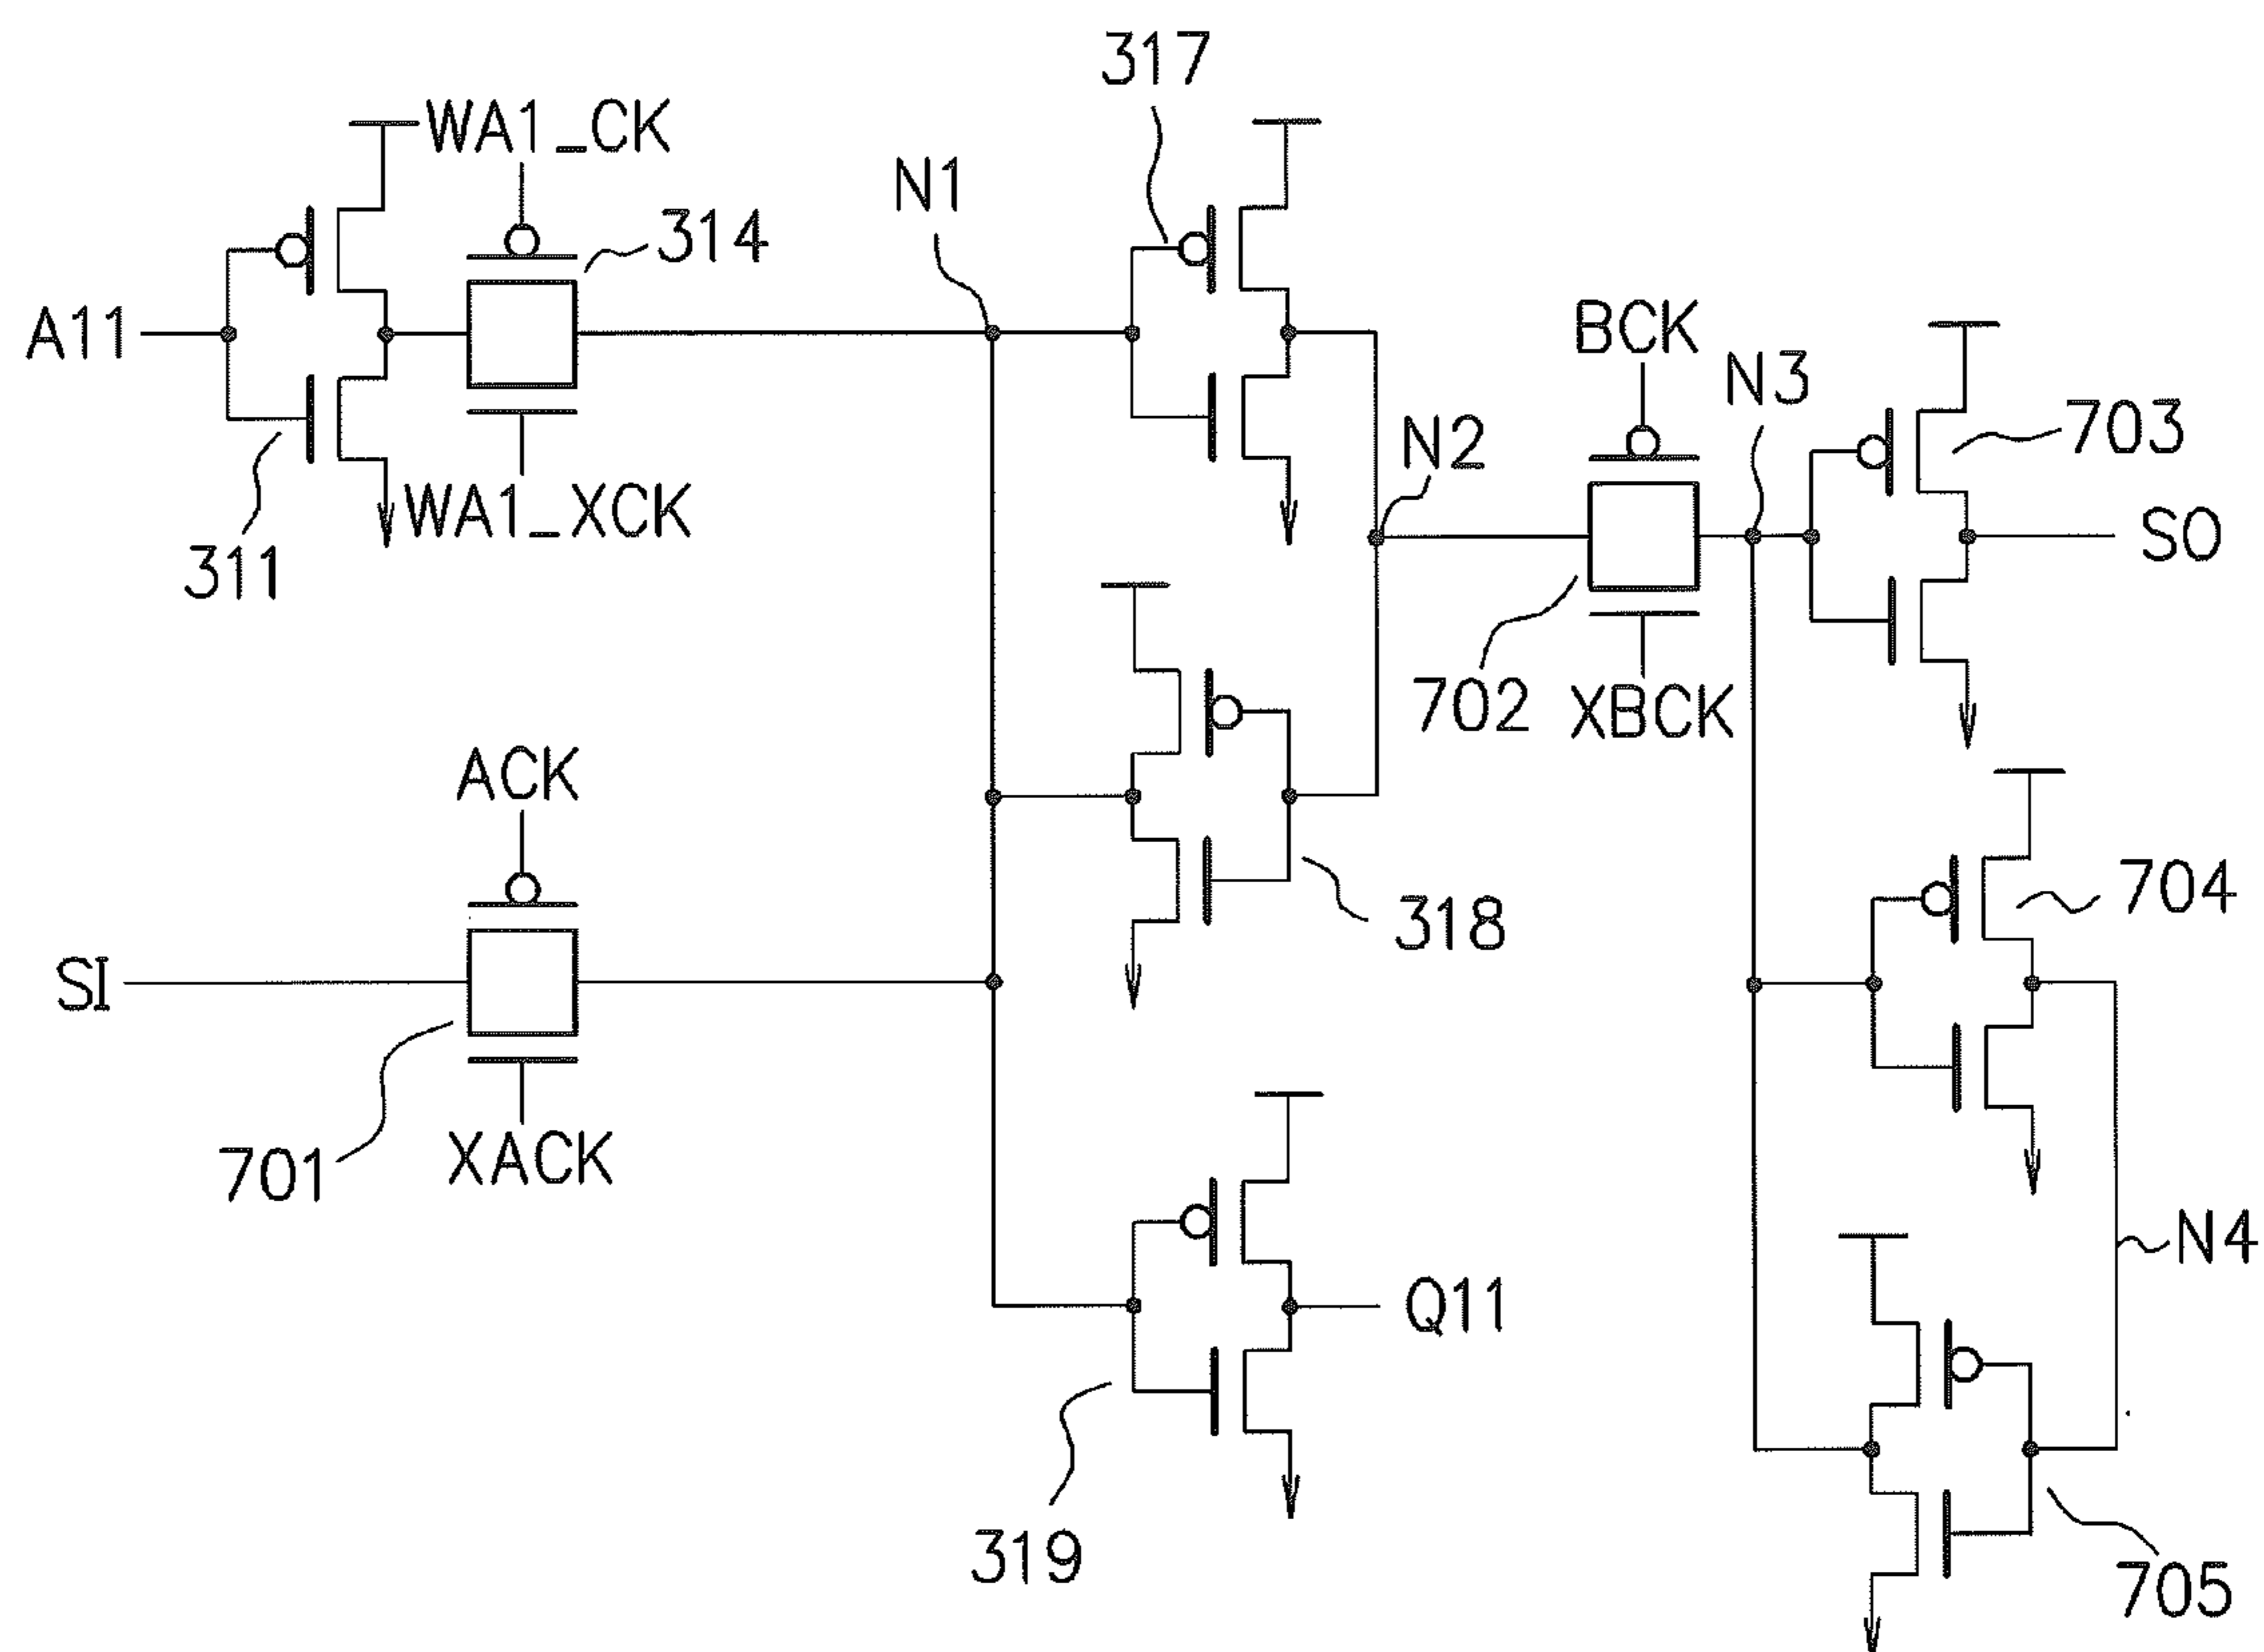 317
WA1_CK
N1
314
A11
BCK
N3
703
N2
WA1_XCK
SO
311
702
XBCK
ACK
704
318
SI
701
XACK
N4
Q11
319
705